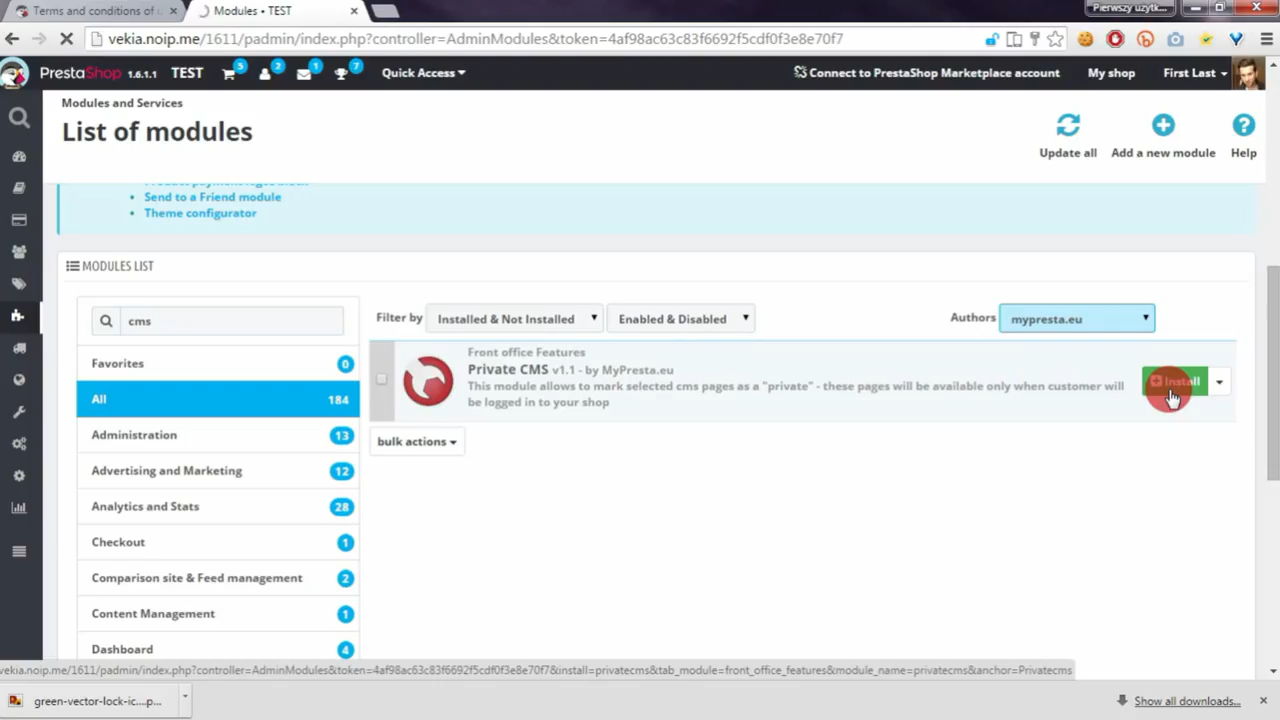 Terms and conditions of u
Modules • TEST
Pierwszy użytk...
vekia.noip.me/1611/padmin/index.php?controller=AdminModules&token=4af98ac63c83f6692f5cdf0f3e8e70f7
PrestaShop 1.6.1.1 TEST 5 2 1 7 Quick Access
Connect to PrestaShop Marketplace account My shop First Last
Modules and Services
List of modules
Update all Add a new module Help
Send to a Friend module
Theme configurator
MODULES LIST
cms
Filter by Installed & Not Installed Enabled & Disabled Authors mypresta.eu
Favorites 0
All 184
Administration 13
Advertising and Marketing 12
Analytics and Stats 28
Checkout 1
Comparison site & Feed management 2
Content Management 1
Dashboard 4
Front office Features
Private CMS v1.1 - by MyPresta.eu
This module allows to mark selected cms pages as a "private" - these pages will be available only when customer will
be logged in to your shop
Install
bulk actions
vekia.noip.me/1611/padmin/index.php?controller=AdminModules&token=4af98ac63c83f6692f5cdf0f3e8e70f7&install=privatecms&tab_module=front_office_features&module_name=privatecms&anchor=Privatecms
green-vector-lock-ic....p...
Show all downloads...